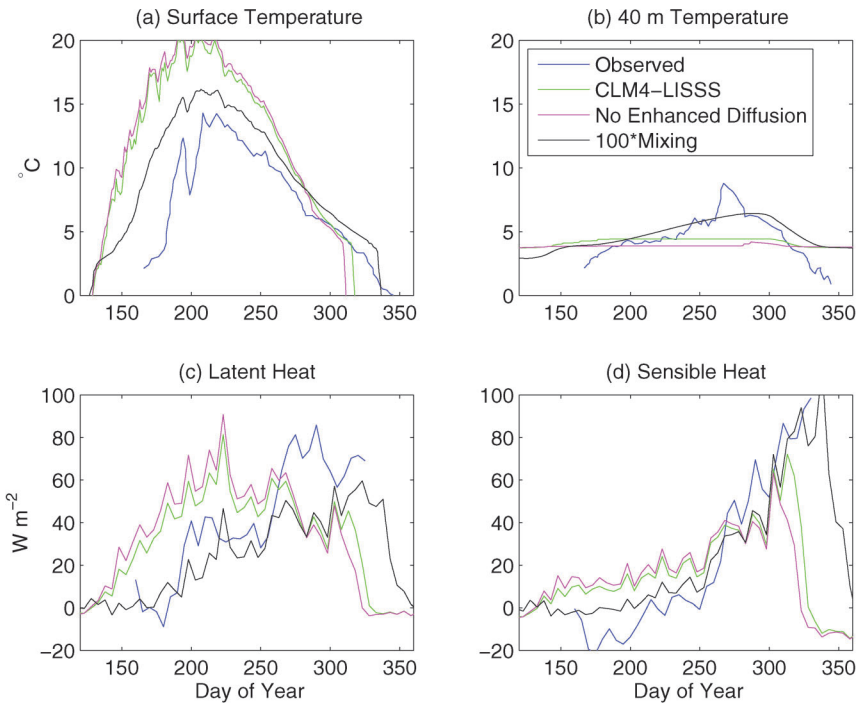 (a) Surface Temperature
(b) 40 m Temperature
20
15
10
5
0
°C
150 200 250 300 350
20
15
10
5
0
150 200 250 300 350
Observed
CLM4−LISSS
No Enhanced Diffusion
100*Mixing
(c) Latent Heat
(d) Sensible Heat
100
80
60
40
20
0
−20
W m−2
150 200 250 300 350
Day of Year
100
80
60
40
20
0
−20
150 200 250 300 350
Day of Year